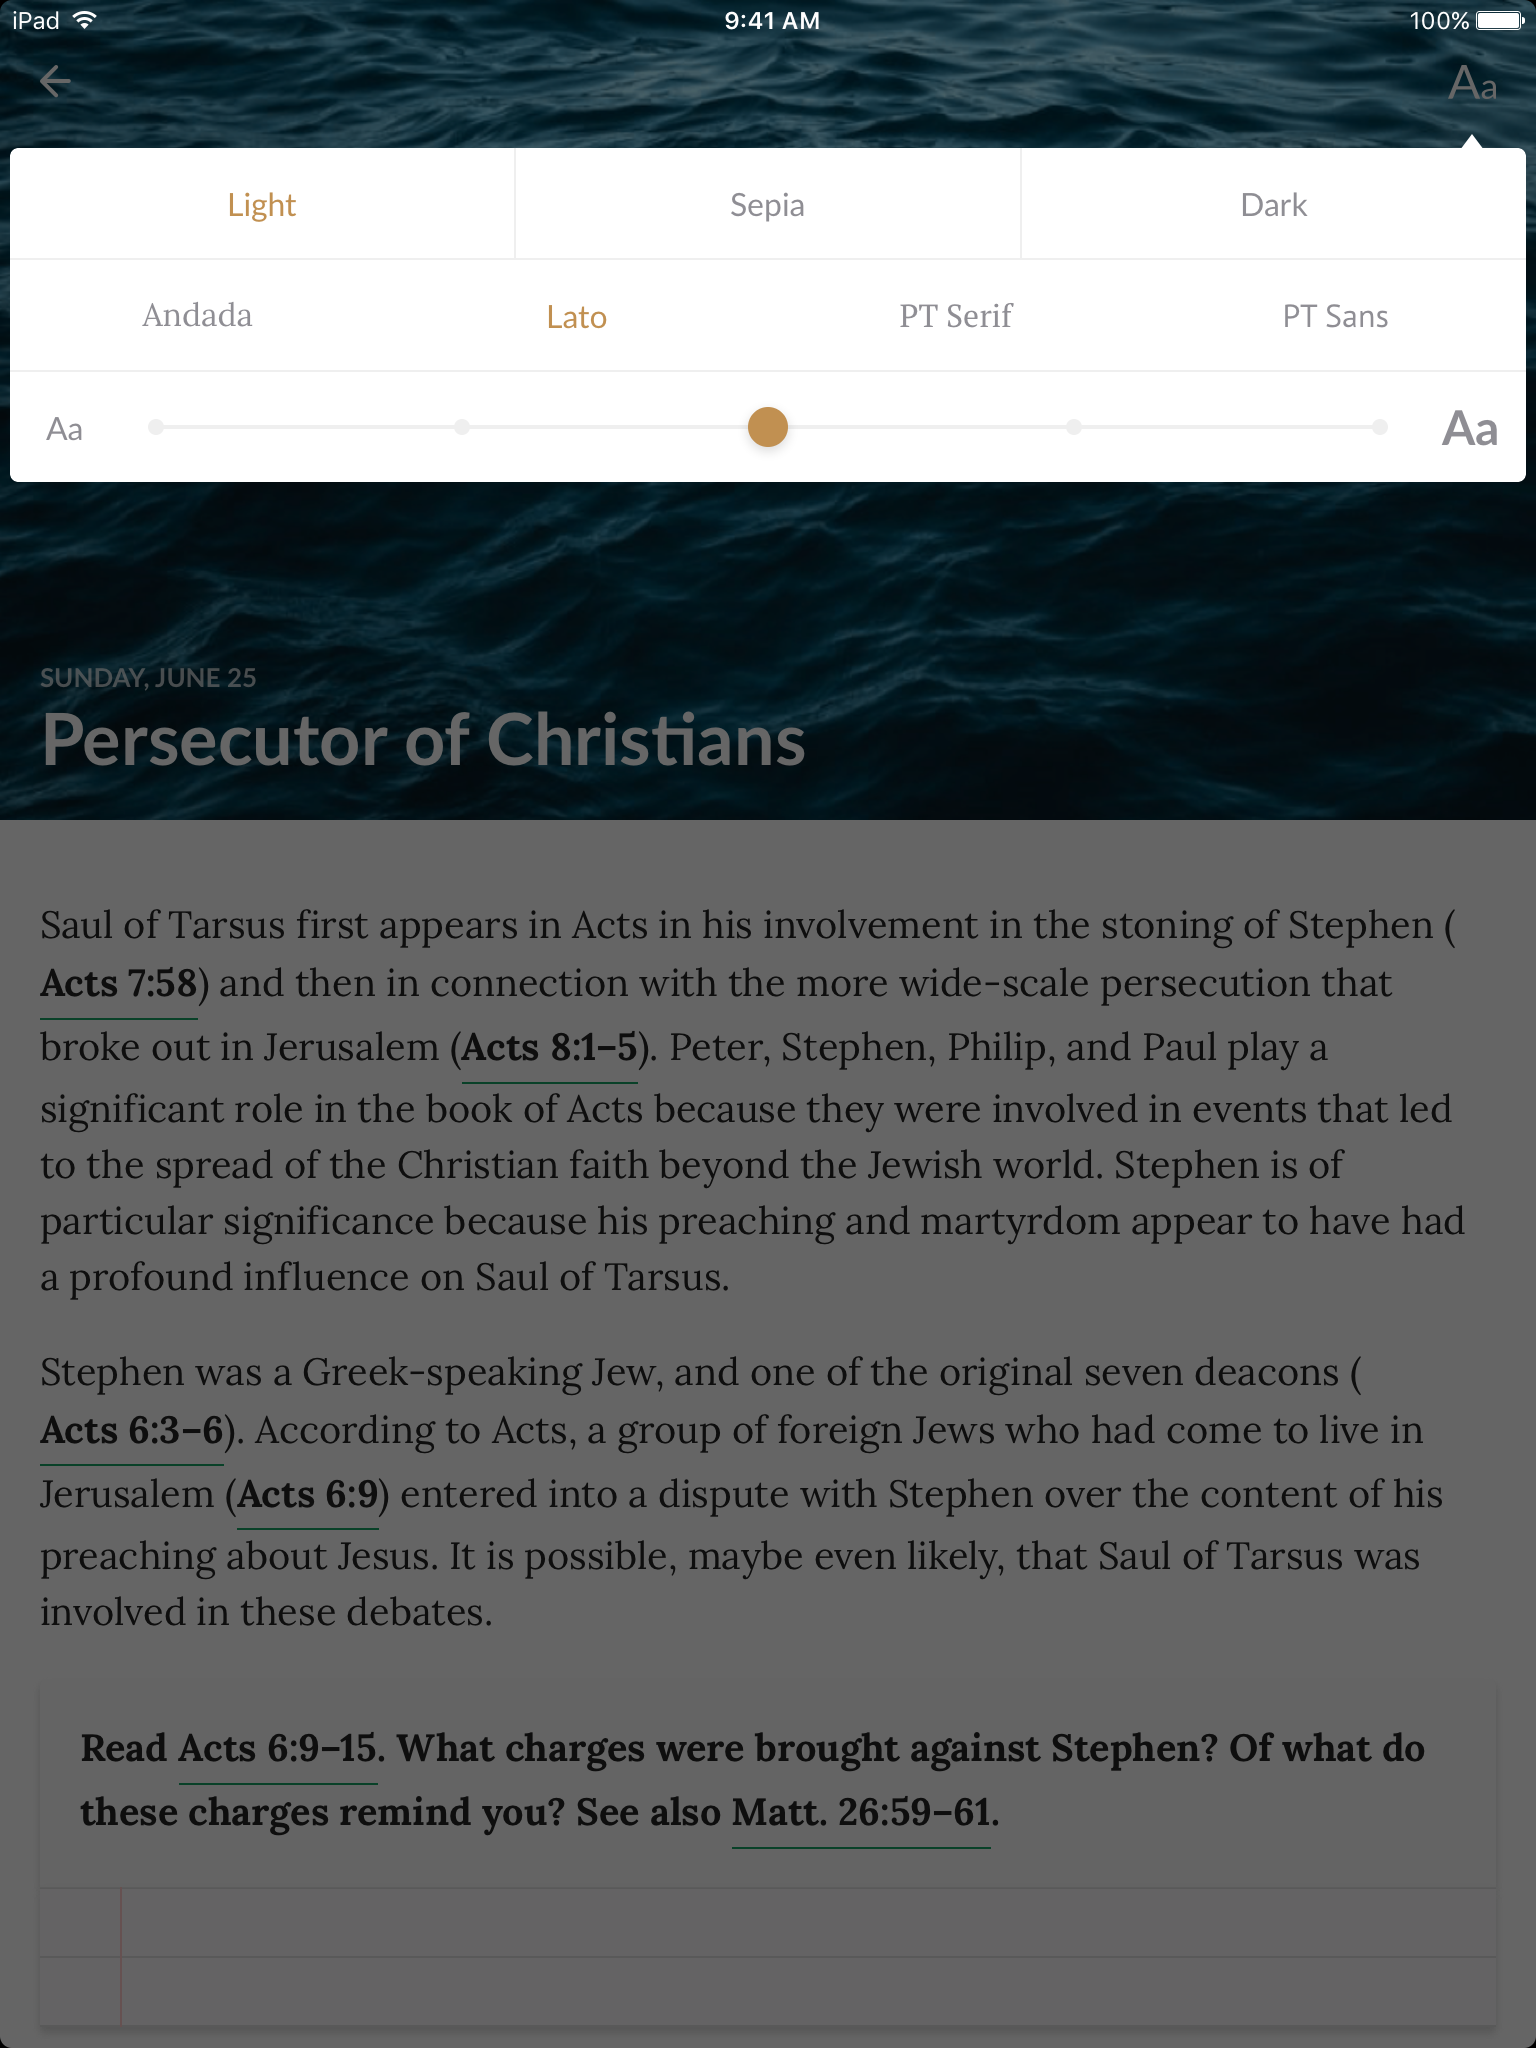 iPad 9:41 AM 100%
Aa
Light Sepia Dark
Andada Lato PT Serif PT Sans
Aa Aa
SUNDAY, JUNE 25
Persecutor of Christians
Saul of Tarsus first appears in Acts in his involvement in the stoning of Stephen (
Acts 7:58) and then in connection with the more wide-scale persecution that
broke out in Jerusalem (Acts 8:1–5). Peter, Stephen, Philip, and Paul play a
significant role in the book of Acts because they were involved in events that led
to the spread of the Christian faith beyond the Jewish world. Stephen is of
particular significance because his preaching and martyrdom appear to have had
a profound influence on Saul of Tarsus.
Stephen was a Greek-speaking Jew, and one of the original seven deacons (
Acts 6:3–6). According to Acts, a group of foreign Jews who had come to live in
Jerusalem (Acts 6:9) entered into a dispute with Stephen over the content of his
preaching about Jesus. It is possible, maybe even likely, that Saul of Tarsus was
involved in these debates.
Read Acts 6:9–15. What charges were brought against Stephen? Of what do
these charges remind you? See also Matt. 26:59–61.